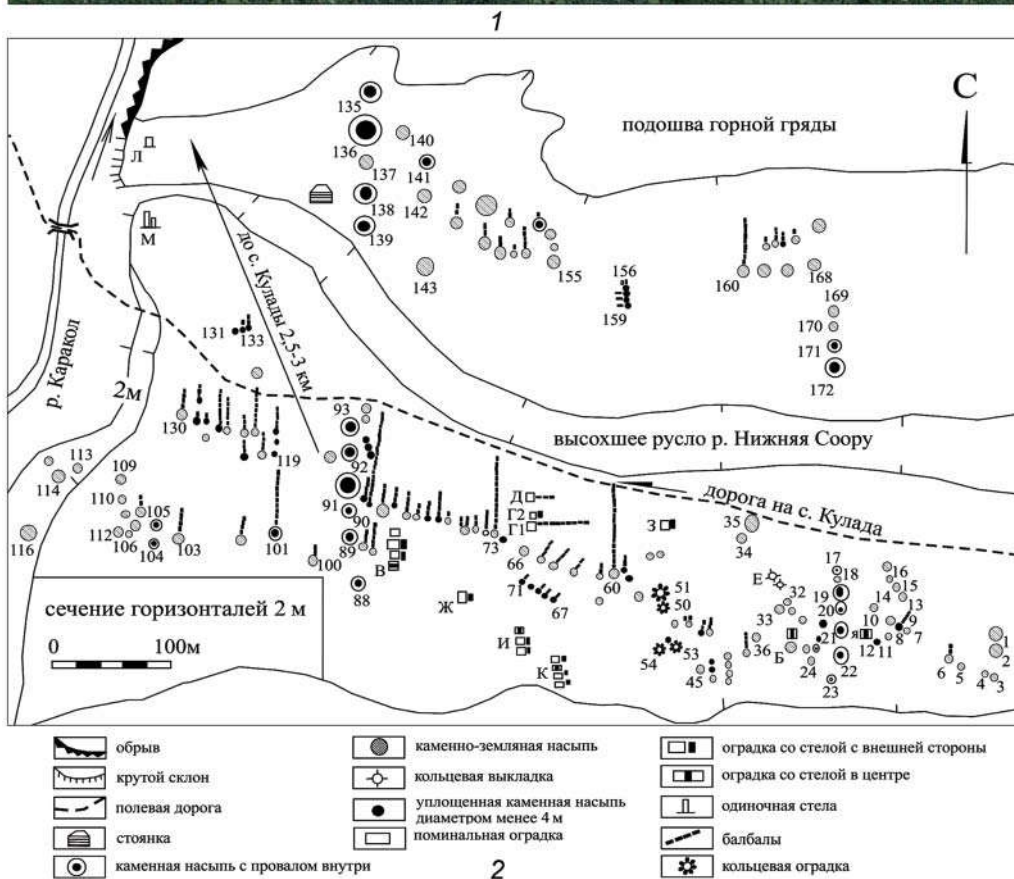 1
С
подошва горной гряды
135
136
140
137
141
138
142
139
143
155
156
159
160
168
169
170
171
172
Л
М
до с. Кулады 2,5-3 км
р. Каракол
2м
131
133
130
119
93
92
91
90
89
88
высохшее русло р. Нижняя Соору
дорога на с. Кулада
113
114
109
110
105
112
106
104
103
116
101
100
В
Ж
И
К
Д
Г2
Г1
73
66
71
67
60
З
51
50
54
53
45
36
35
34
Е
32
33
Б
24
17
18
19
20
21
22
23
Я
16
15
14
13
10
9
8
7
12
11
6
5
4
3
1
2
сечение горизонталей 2 м
0 100м
обрыв
крутой склон
полевая дорога
стоянка
каменная насыпь с провалом внутри
каменно-земляная насыпь
кольцевая выкладка
уплощенная каменная насыпь
диаметром менее 4 м
поминальная оградка
оградка со стелой с внешней стороны
оградка со стелой в центре
одиночная стела
балбалы
кольцевая оградка
2